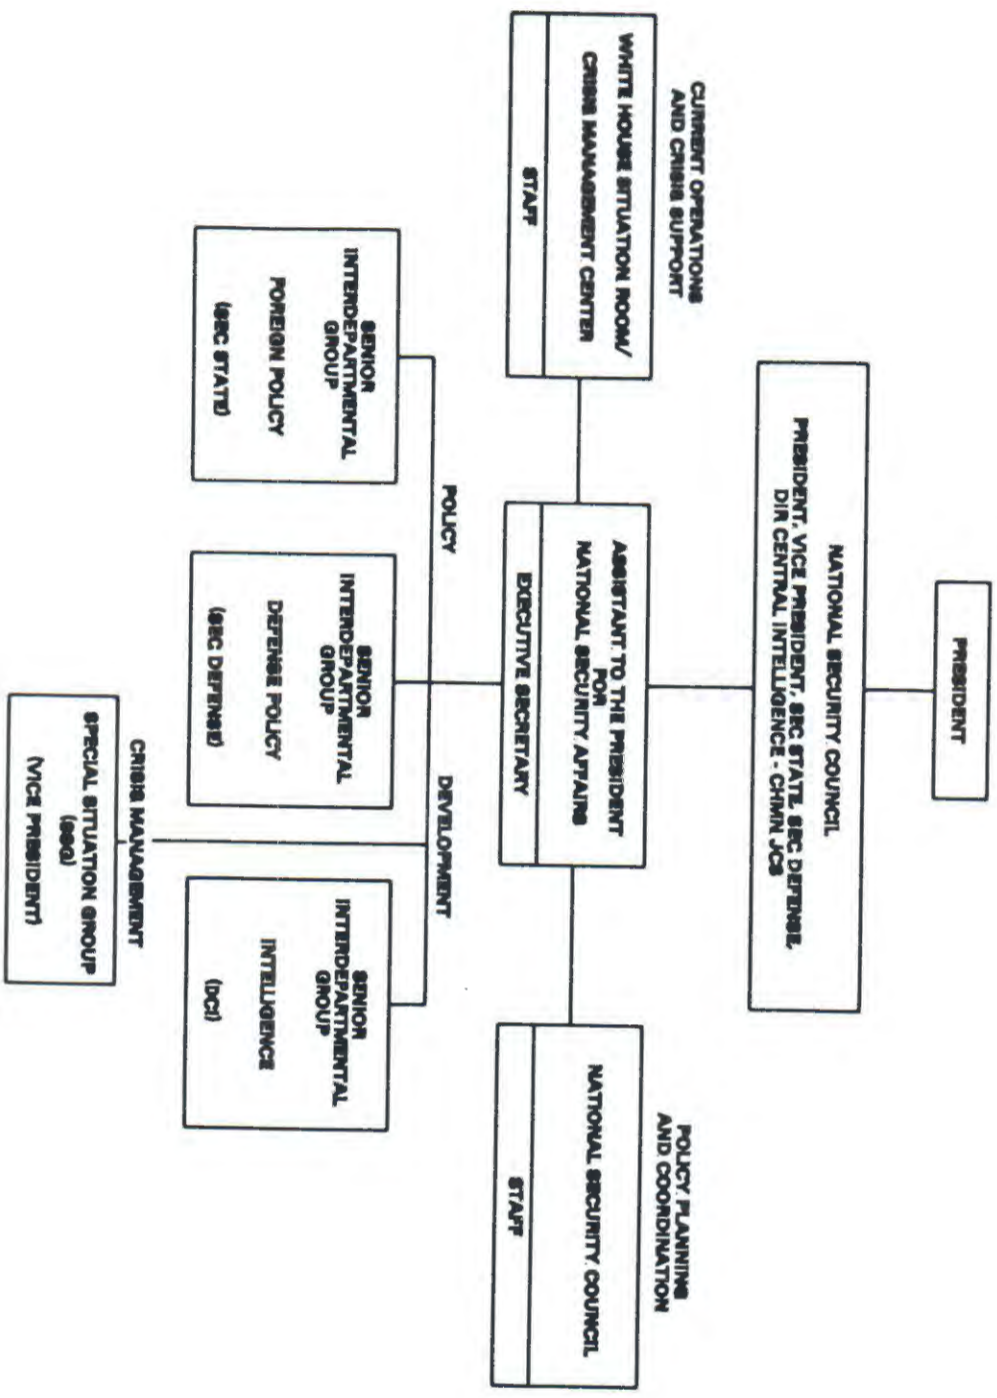 PRESIDENT
NATIONAL SECURITY COUNCIL
PRESIDENT, VICE PRESIDENT, SEC STATE, SEC DEFENSE,
DIR CENTRAL INTELLIGENCE - CHMN JCS
CURRENT OPERATIONS
AND CRISIS SUPPORT
WHITE HOUSE SITUATION ROOM/
CRISIS MANAGEMENT CENTER
STAFF
ASSISTANT TO THE PRESIDENT
FOR
NATIONAL SECURITY AFFAIRS
EXECUTIVE SECRETARY
POLICY PLANNING
AND COORDINATION
NATIONAL SECURITY COUNCIL
STAFF
POLICY DEVELOPMENT
SENIOR
INTERDEPARTMENTAL
GROUP
FOREIGN POLICY
(SEC STATE)
SENIOR
INTERDEPARTMENTAL
GROUP
DEFENSE POLICY
(SEC DEFENSE)
SENIOR
INTERDEPARTMENTAL
GROUP
INTELLIGENCE
(DCI)
CRISIS MANAGEMENT
SPECIAL SITUATION GROUP
(SSG)
(VICE PRESIDENT)